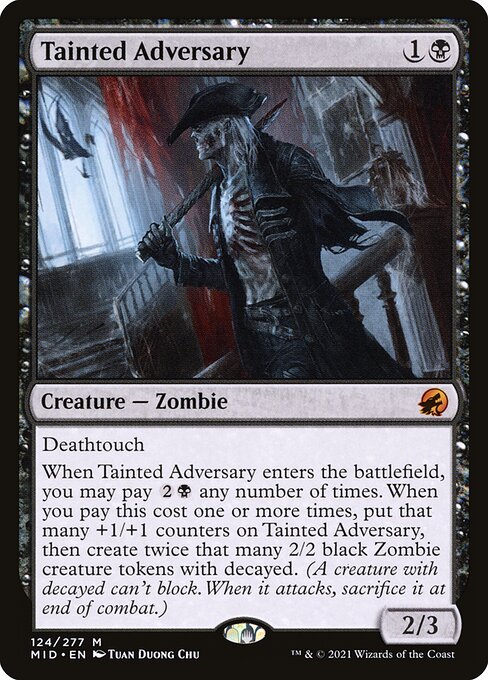 Tainted Adversary 1
Creature — Zombie
Deathtouch
When Tainted Adversary enters the battlefield,
you may pay 2 any number of times. When
you pay this cost one or more times, put that
many +1/+1 counters on Tainted Adversary,
then create twice that many 2/2 black Zombie
creature tokens with decayed. (A creature with
decayed can't block. When it attacks, sacrifice it at
end of combat.)
2/3
124/277 M
MID • EN Tuan Duong Chu
™ & © 2021 Wizards of the Coast